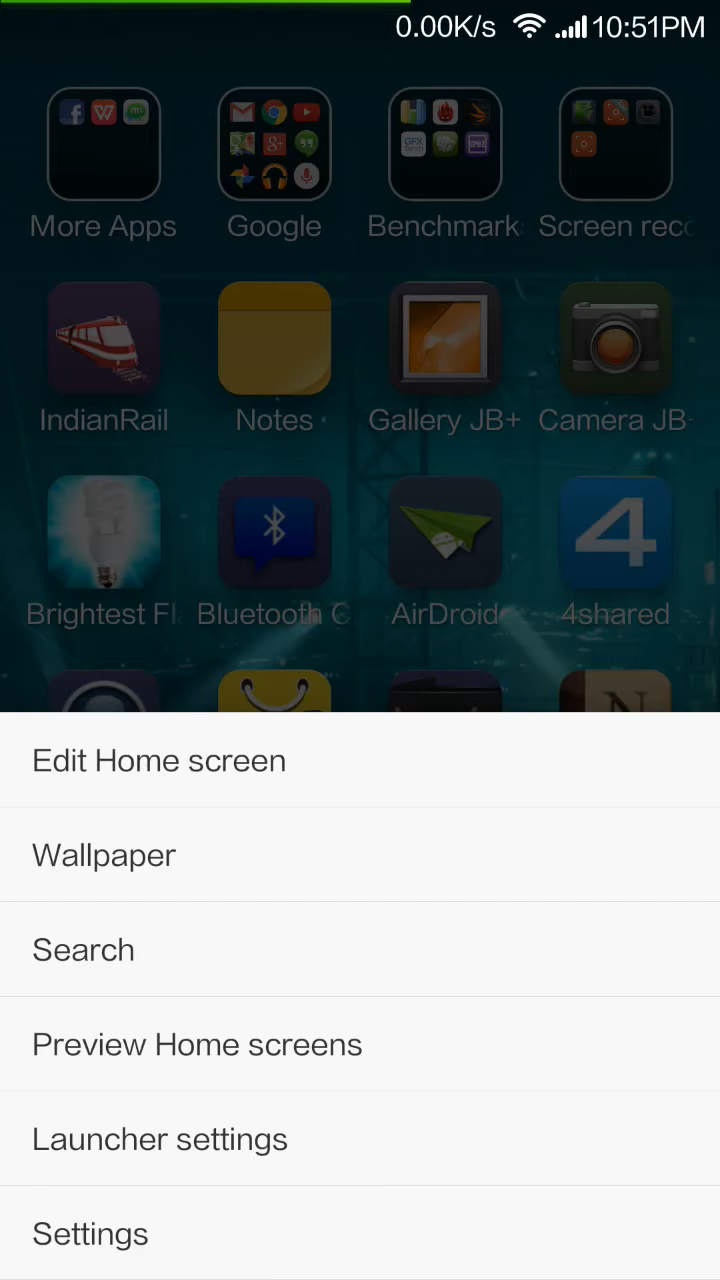 0.00K/s 10:51PM
More Apps Google Benchmark Screen rec
IndianRail Notes Gallery JB+ Camera JB
Brightest Fl Bluetooth C AirDroid 4shared
Edit Home screen
Wallpaper
Search
Preview Home screens
Launcher settings
Settings